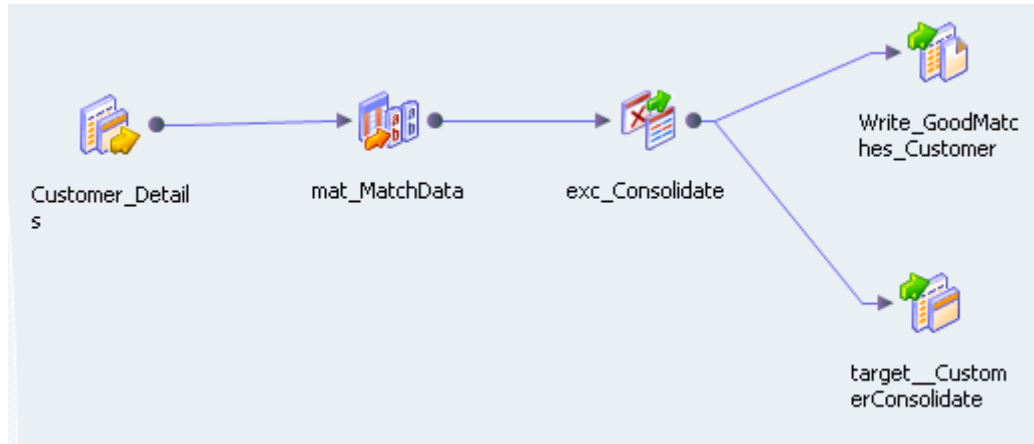 Customer_Detail
s
mat_MatchData
exc_Consolidate
Write_GoodMatc
hes_Customer
target__Custom
erConsolidate